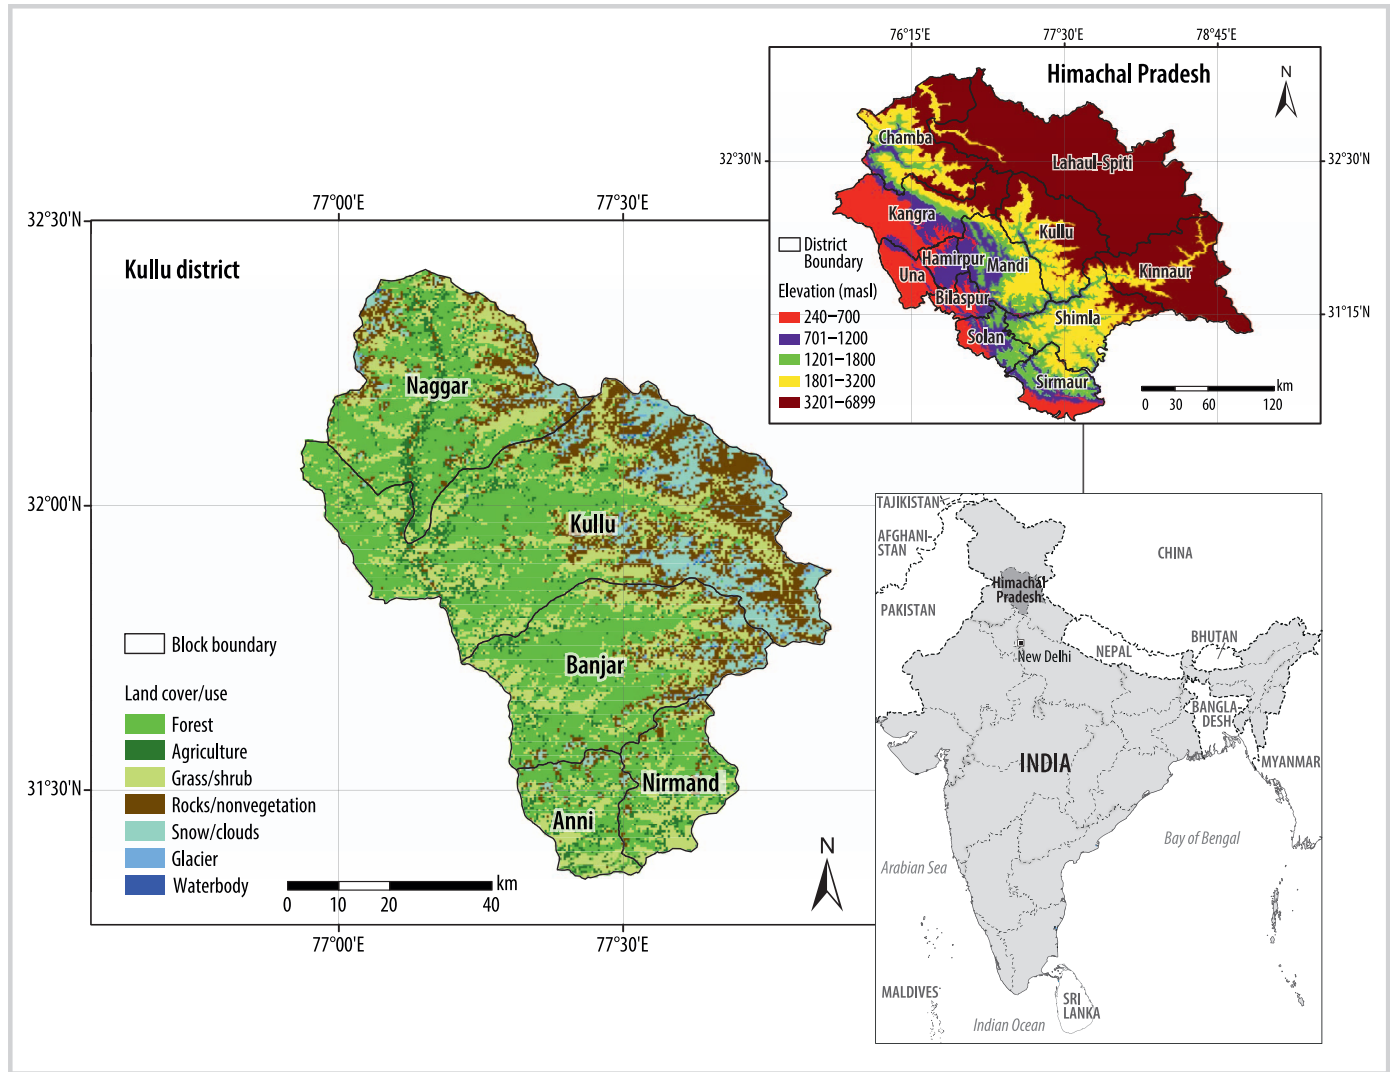 76°15'E
77°30'E
78°45'E
Himachal Pradesh
N
32°30'N
32°30'N
Chamba
Lahaul-Spiti
Kangra
Kullu
Hamirpur
Mandi
Una
Kinnaur
Bilaspur
Shimla
31°15'N
Solan
Sirmaur
District
Boundary
Elevation (masl)
240–700
701–1200
1201–1800
1801–3200
3201–6899
km
0 30 60 120
77°00'E
77°30'E
32°30'N
Kullu district
Naggar
32°00'N
Kullu
Banjar
Nirmand
Anni
31°30'N
Block boundary
Land cover/use
Forest
Agriculture
Grass/shrub
Rocks/nonvegetation
Snow/clouds
Glacier
Waterbody
km
0 10 20 40
N
77°00'E
77°30'E
TAJIKISTAN
AFGHANI-
STAN
CHINA
Himachal
Pradesh
PAKISTAN
BHUTAN
New Delhi
NEPAL
BANGLA-
DESH
INDIA
MYANMAR
Bay of Bengal
Arabian Sea
MALDIVES
SRI
LANKA
Indian Ocean